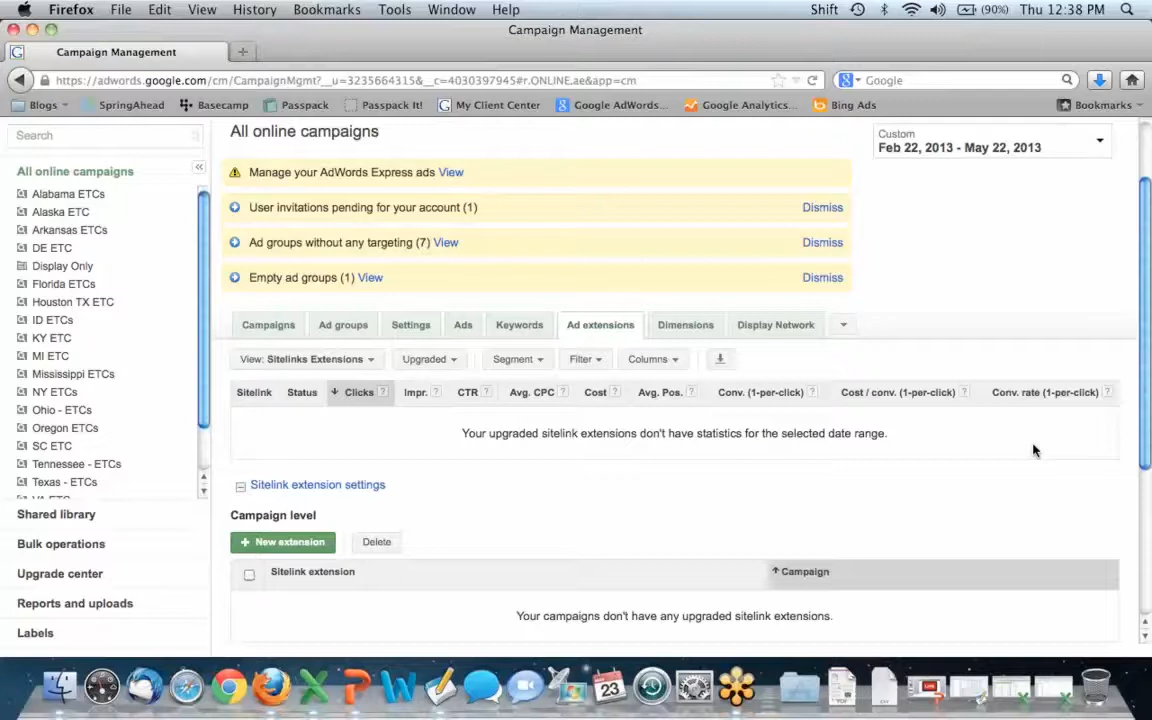 Firefox File Edit View History Bookmarks Tools Window Help Shift (90%) Thu 12:38 PM
Campaign Management
Campaign Management
https://adwords.google.com/cm/CampaignMgmt?__u=3235664315&__c=4030397945#r.ONLINE.ae&app=cm Google
Blogs SpringAhead Basecamp Passpack Passpack It! My Client Center Google AdWords... Google Analytics... Bing Ads Bookmarks
Search
All online campaigns
Alabama ETCs
Alaska ETC
Arkansas ETCs
DE ETC
Display Only
Florida ETCs
Houston TX ETC
ID ETCs
KY ETC
MI ETC
Mississippi ETCs
NY ETCs
Ohio - ETCs
Oregon ETCs
SC ETC
Tennessee - ETCs
Texas - ETCs
Shared library
Bulk operations
Upgrade center
Reports and uploads
Labels
All online campaigns
Custom
Feb 22, 2013 - May 22, 2013
Manage your AdWords Express ads View
User invitations pending for your account (1) Dismiss
Ad groups without any targeting (7) View Dismiss
Empty ad groups (1) View Dismiss
Campaigns Ad groups Settings Ads Keywords Ad extensions Dimensions Display Network
View: Sitelinks Extensions Upgraded Segment Filter Columns
Sitelink Status Clicks ? Impr. ? CTR ? Avg. CPC ? Cost ? Avg. Pos. ? Conv. (1-per-click) ? Cost / conv. (1-per-click) ? Conv. rate (1-per-click) ?
Your upgraded sitelink extensions don't have statistics for the selected date range.
Sitelink extension settings
Campaign level
+ New extension Delete
Sitelink extension Campaign
Your campaigns don't have any upgraded sitelink extensions.
23